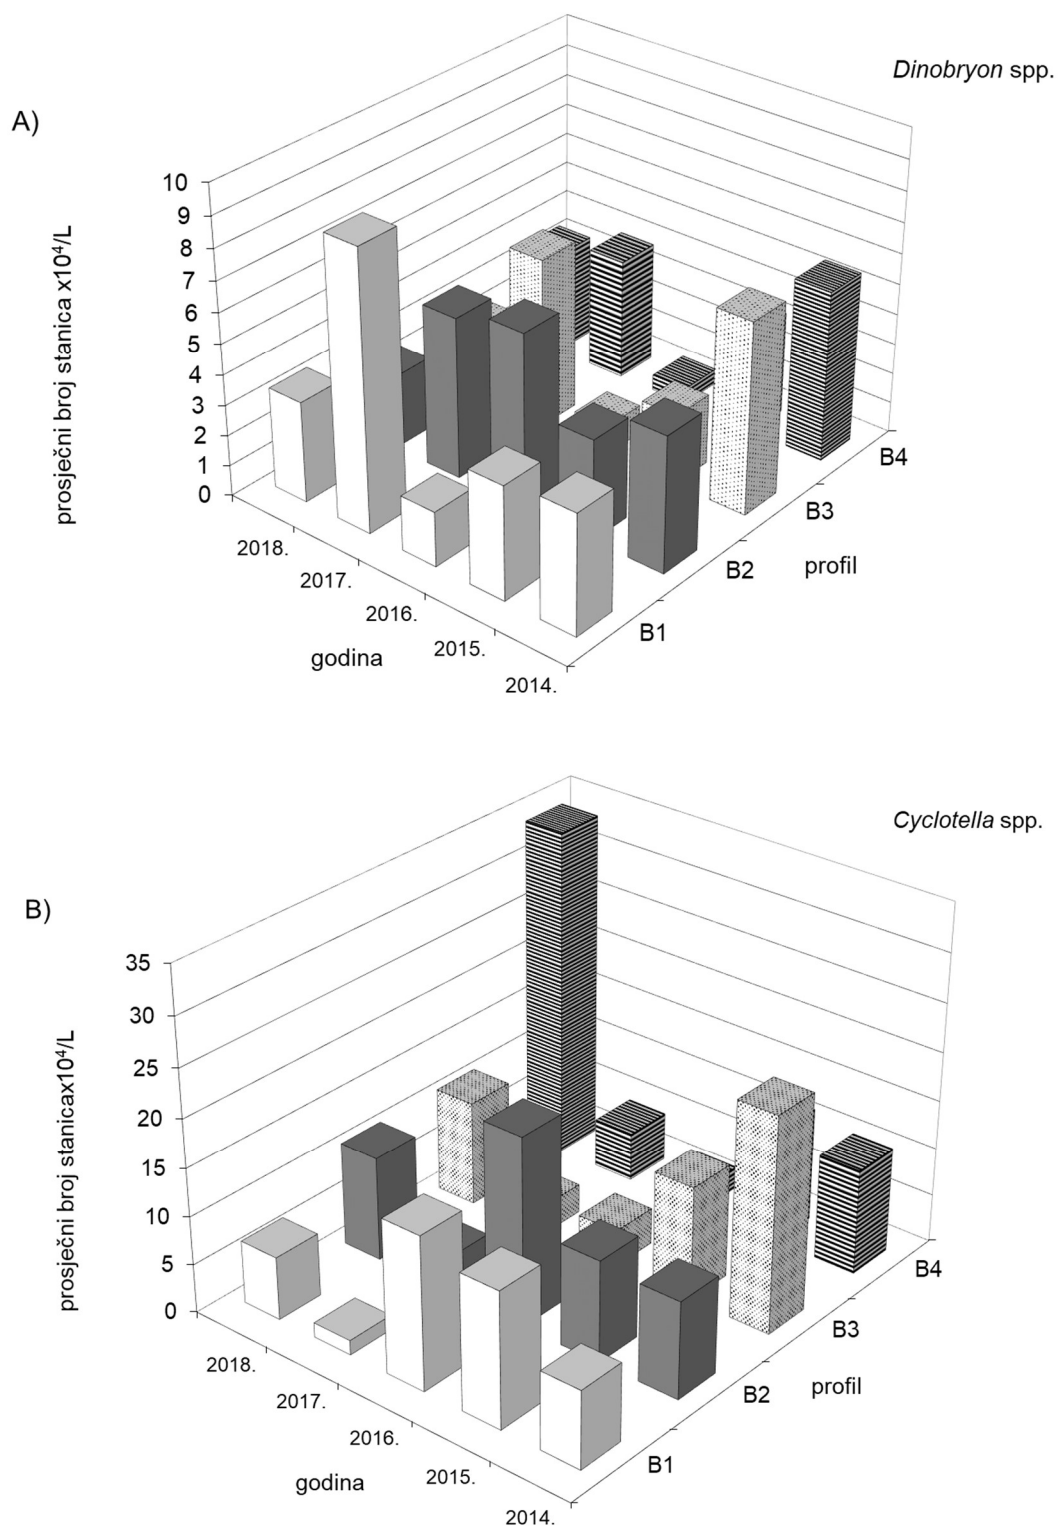 Dinobryon spp.
A)
prosječni broj stanica x10⁴/L
10
9
8
7
6
5
4
3
2
1
0
2018.
2017.
2016.
2015.
2014.
godina
B1
B2
B3
B4
profil
Cyclotella spp.
B)
prosječni broj stanicax10⁴/L
35
30
25
20
15
10
5
0
2018.
2017.
2016.
2015.
2014.
godina
B1
B2
B3
B4
profil